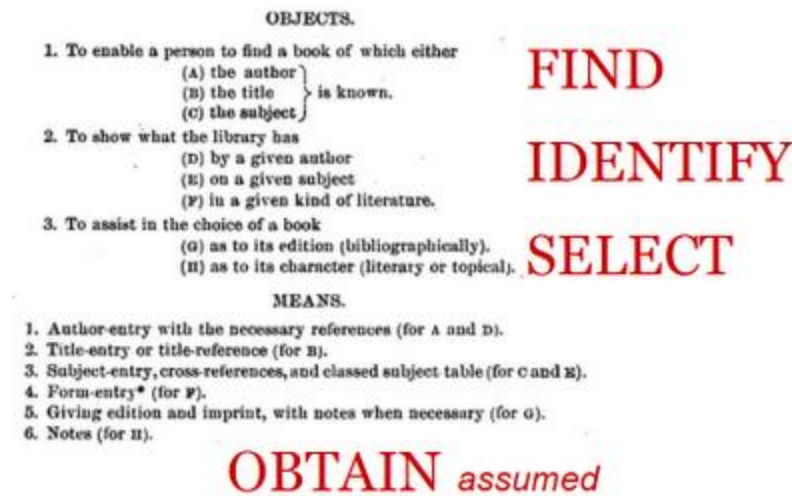 OBJECTS.
1. To enable a person to find a book of which either
(A) the author
(B) the title } is known.
(C) the subject
FIND
2. To show what the library has
(D) by a given author
(E) on a given subject
(F) in a given kind of literature.
IDENTIFY
3. To assist in the choice of a book
(G) as to its edition (bibliographically).
(H) as to its character (literary or topical).
SELECT
MEANS.
1. Author-entry with the necessary references (for A and D).
2. Title-entry or title-reference (for B).
3. Subject-entry, cross-references, and classed subject table (for C and E).
4. Form-entry* (for F).
5. Giving edition and imprint, with notes when necessary (for G).
6. Notes (for H).
OBTAIN assumed